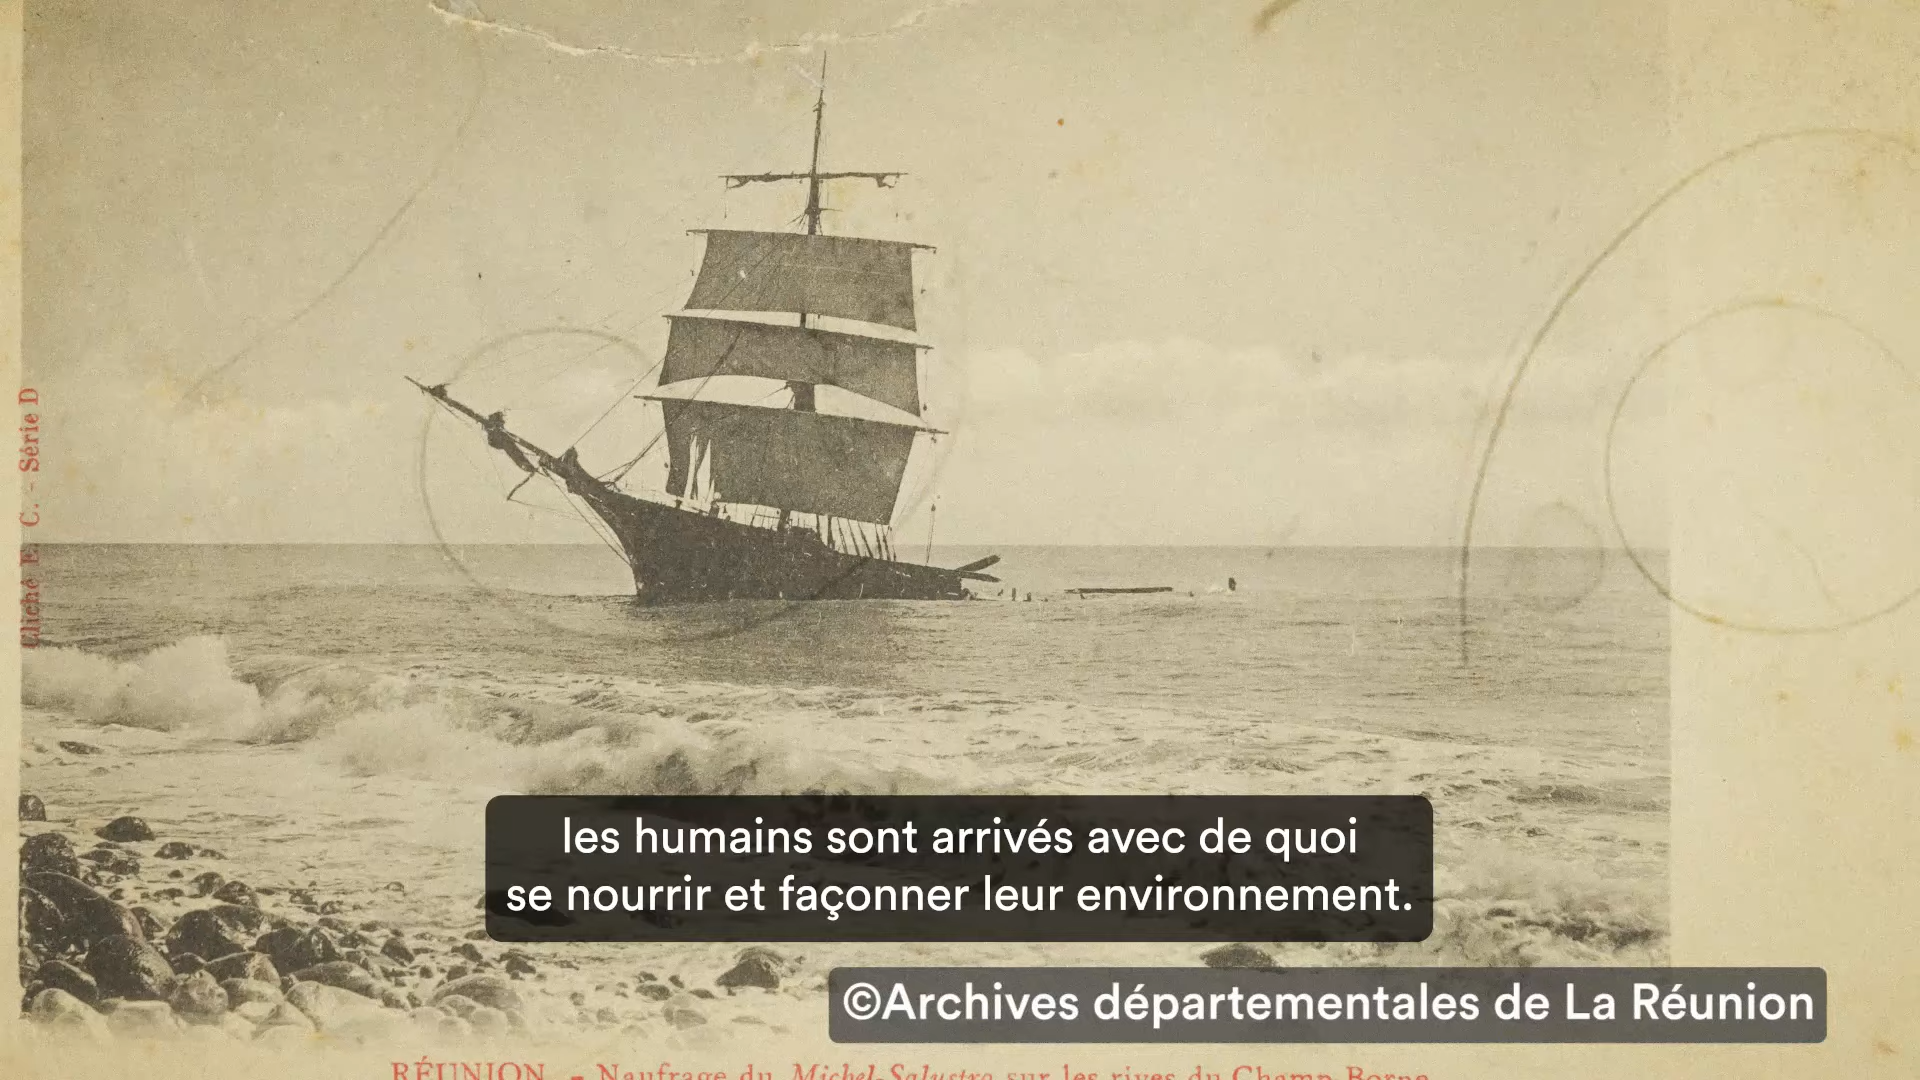 Cliché E. C. - Série D
les humains sont arrivés avec de quoi
se nourrir et façonner leur environnement.
©Archives départementales de La Réunion
RÉUNION. - Naufrage du Michel-Salustro sur les rives du Champ-Borne